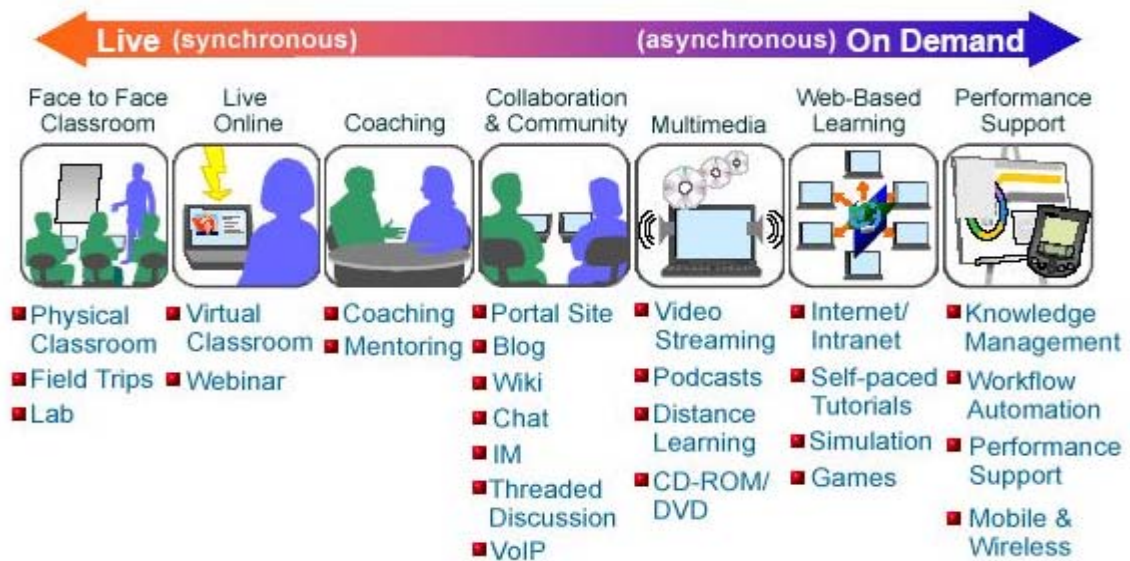 Live (synchronous) (asynchronous) On Demand
Face to Face
Classroom
Live
Online
Coaching
Collaboration
& Community
Multimedia
Web-Based
Learning
Performance
Support
Physical
Classroom
Field Trips
Lab
Virtual
Classroom
Webinar
Coaching
Mentoring
Portal Site
Blog
Wiki
Chat
IM
Threaded
Discussion
VoIP
Video
Streaming
Podcasts
Distance
Learning
CD-ROM/
DVD
Internet/
Intranet
Self-paced
Tutorials
Simulation
Games
Knowledge
Management
Workflow
Automation
Performance
Support
Mobile &
Wireless